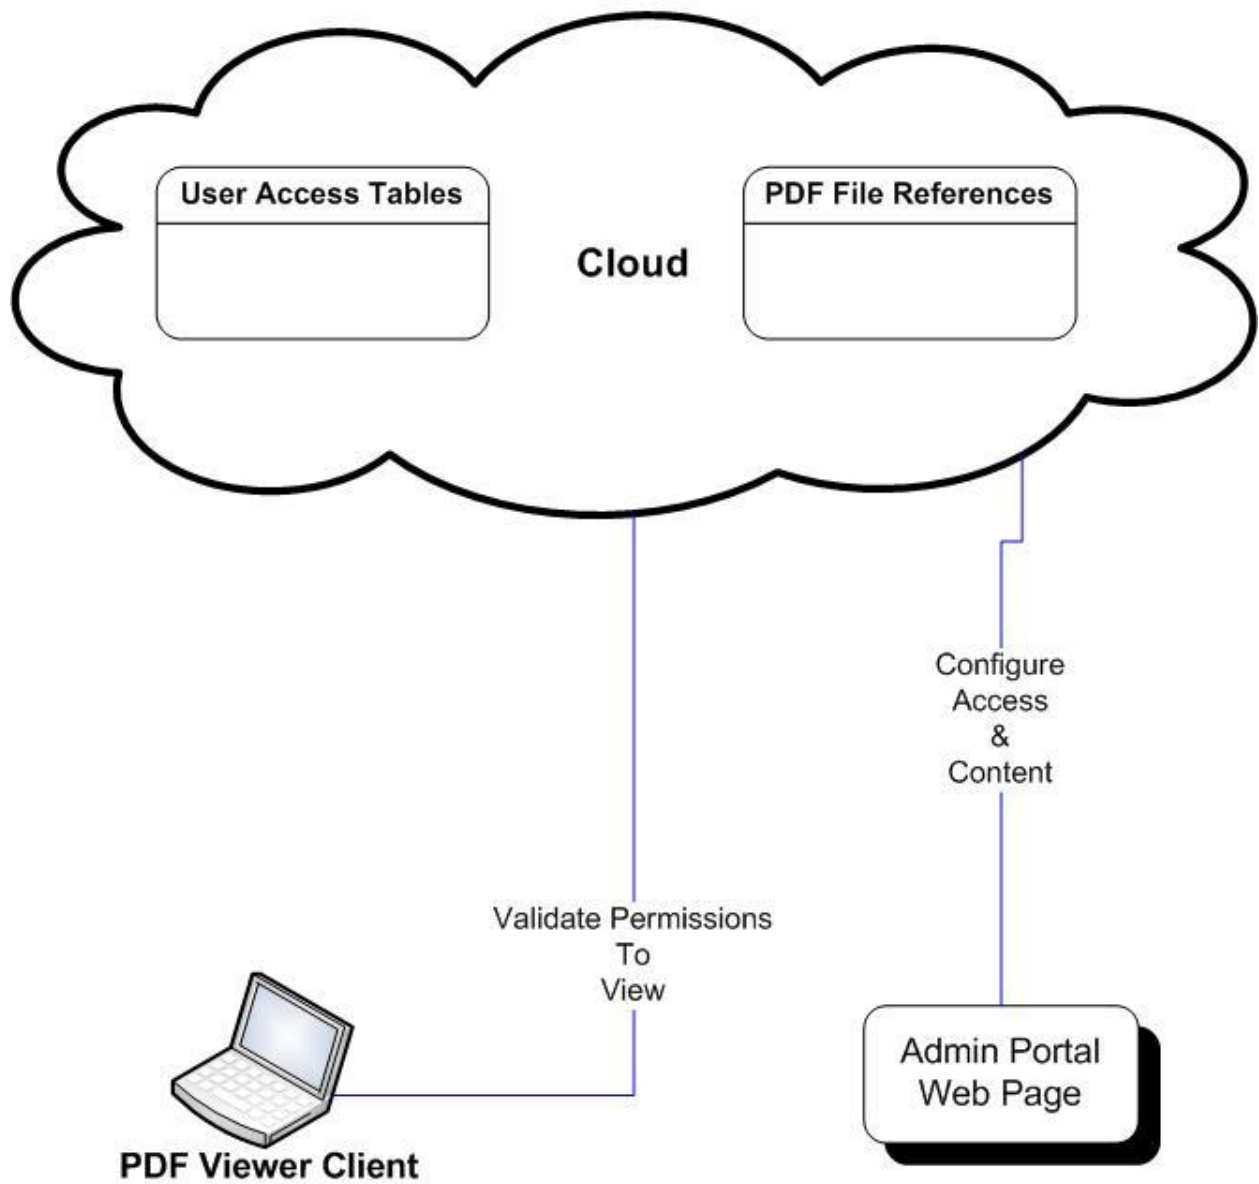 User Access Tables
PDF File References
Cloud
Configure
Access
&
Content
Validate Permissions
To
View
Admin Portal
Web Page
PDF Viewer Client